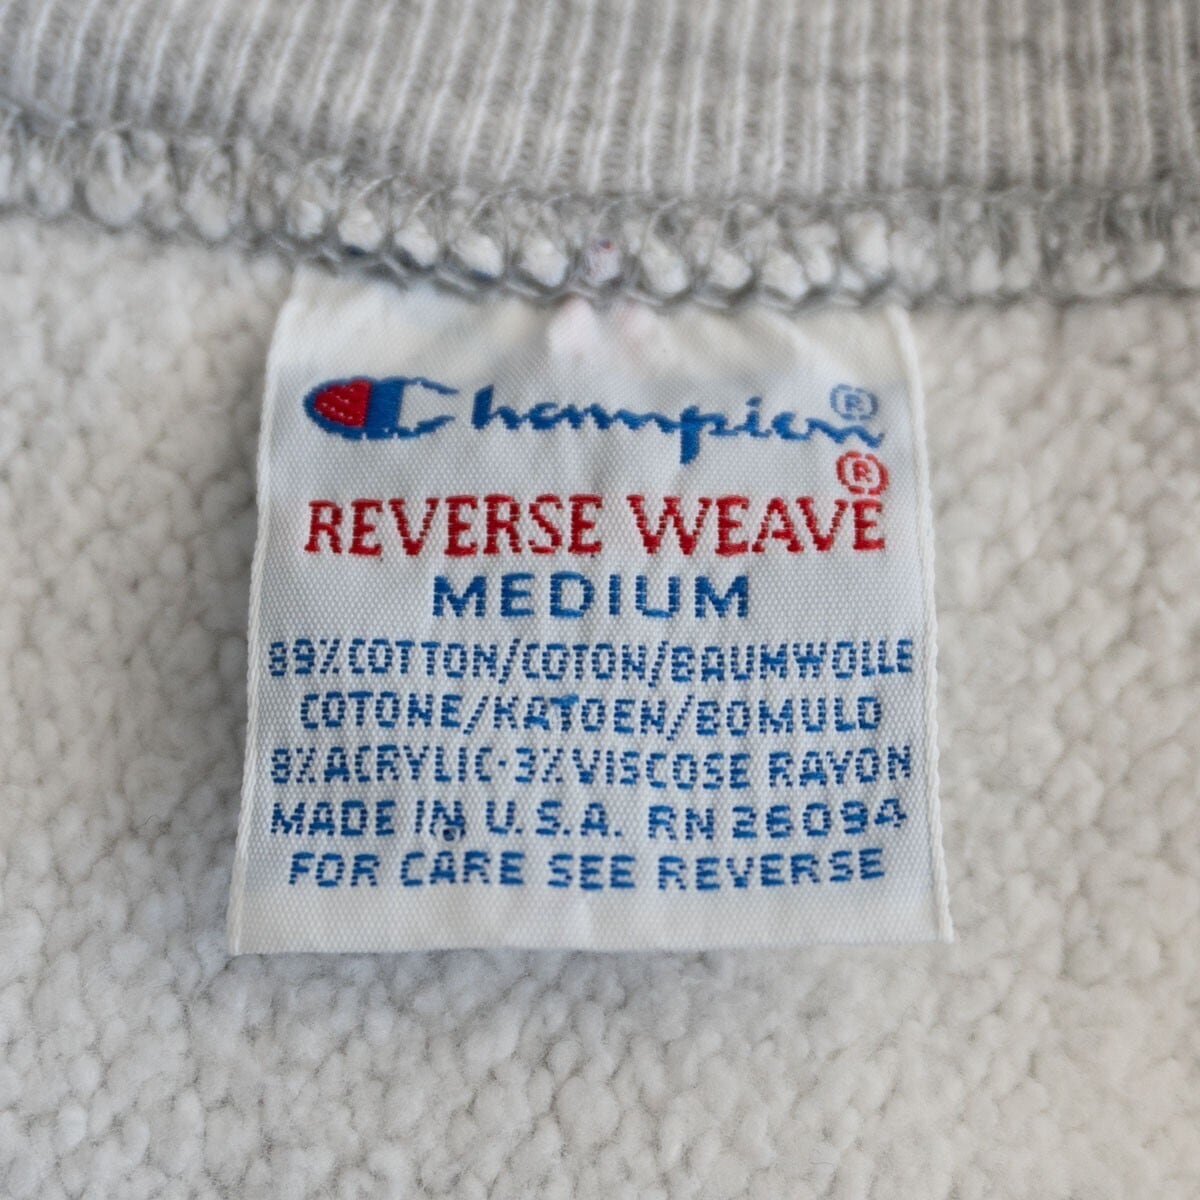 Champion®
REVERSE WEAVE®
MEDIUM
89%COTTON/COTON/BAUMWOLLE
COTONE/KATOEN/BOMULD
8%ACRYLIC·3%VISCOSE RAYON
MADE IN U.S.A. RN 26094
FOR CARE SEE REVERSE